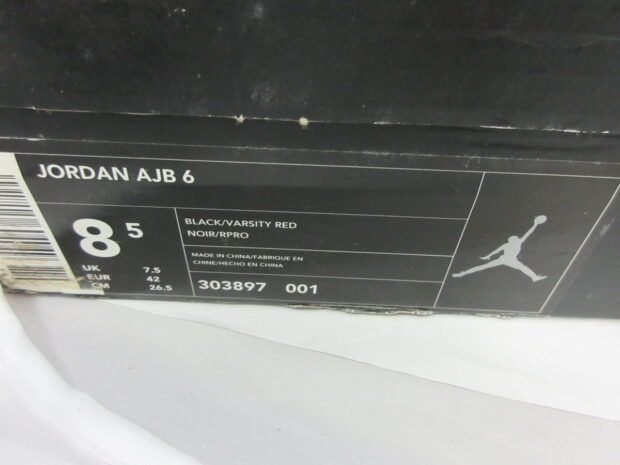 JORDAN AJB 6
8 5
UK 7.5
EUR 42
CM 26.5
BLACK/VARSITY RED
NOIR/RPRO
MADE IN CHINA/FABRIQUE EN
CHINE/HECHO EN CHINA
303897 001